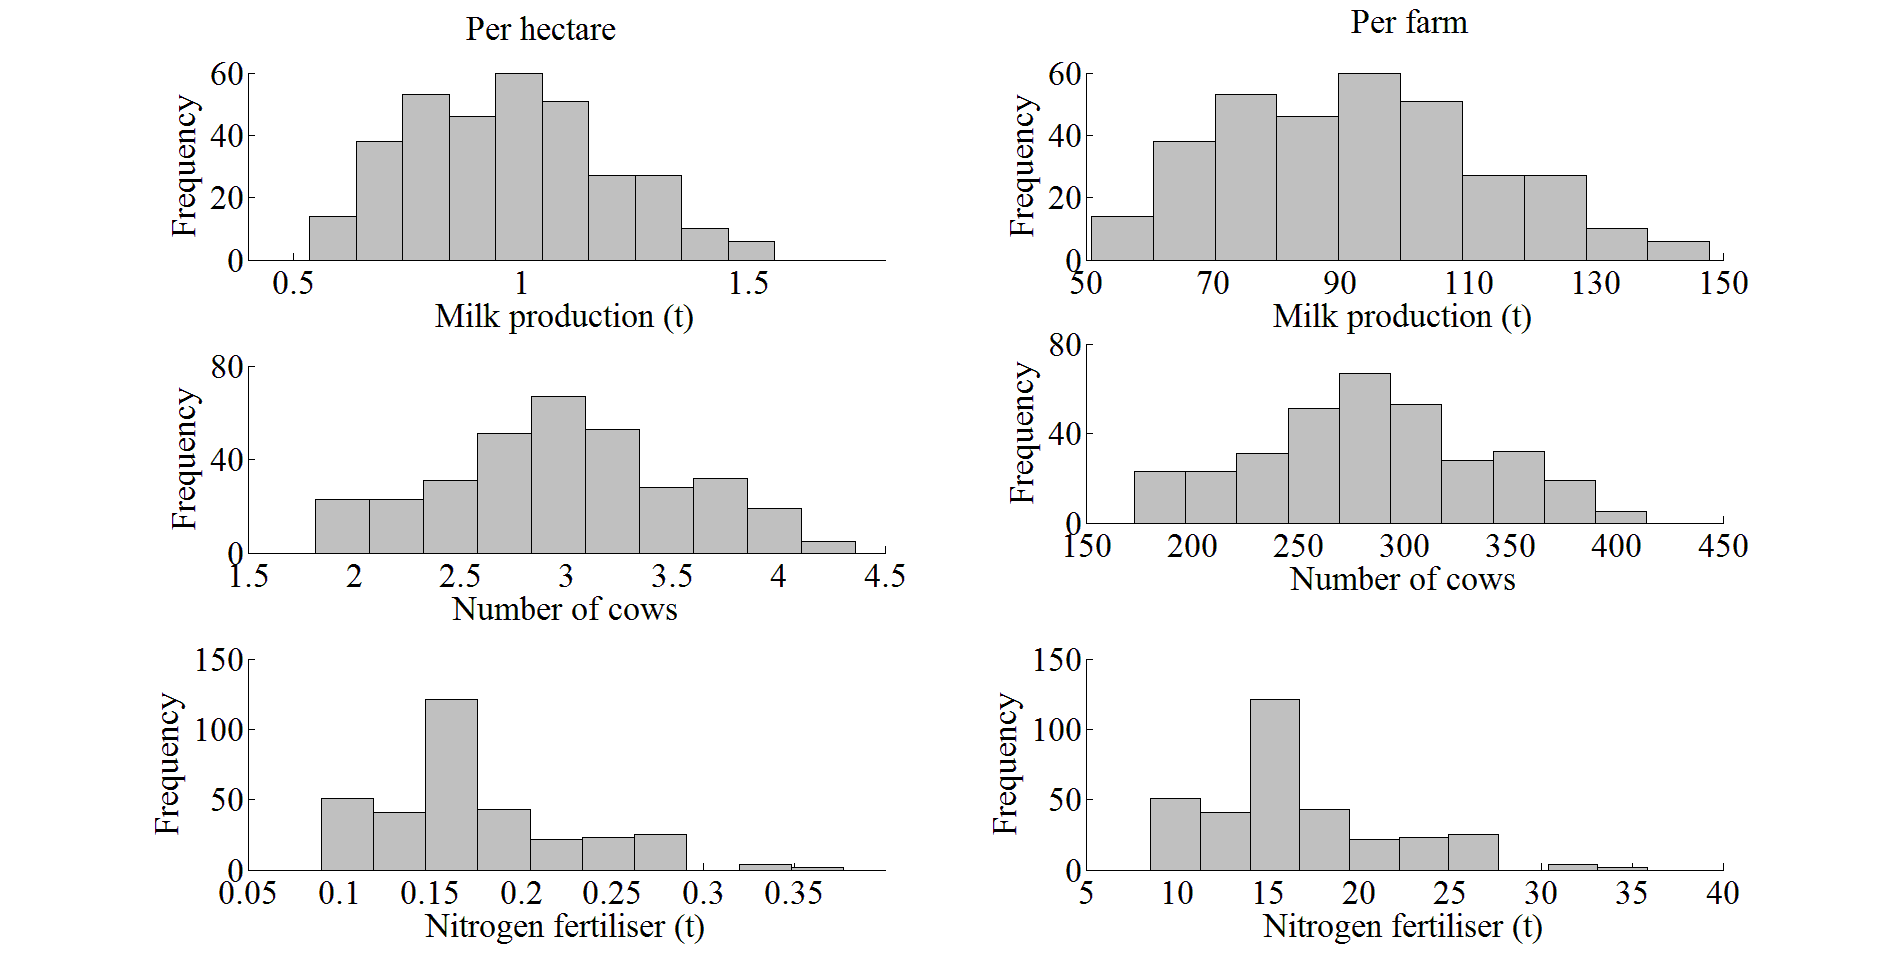 Per hectare
Per farm
Frequency
60
40
20
0
0.5 1 1.5
Milk production (t)
Frequency
60
40
20
0
50 70 90 110 130 150
Milk production (t)
Frequency
80
40
0
1.5 2 2.5 3 3.5 4 4.5
Number of cows
Frequency
80
40
0
150 200 250 300 350 400 450
Number of cows
Frequency
150
100
50
0
0.05 0.1 0.15 0.2 0.25 0.3 0.35
Nitrogen fertiliser (t)
Frequency
150
100
50
0
5 10 15 20 25 30 35 40
Nitrogen fertiliser (t)